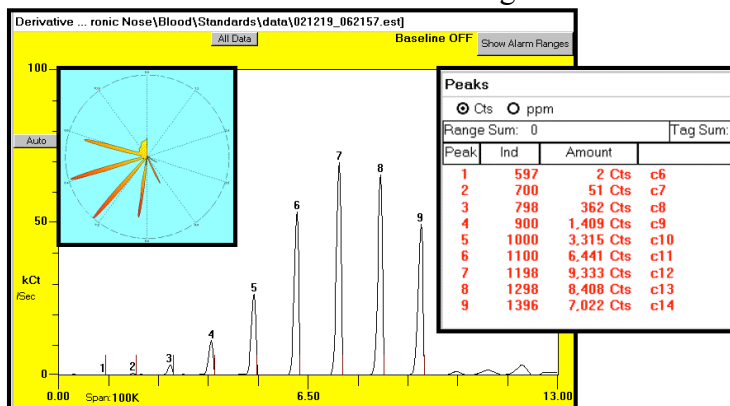 Derivative ... ronic Nose\Blood\Standards\data\021219_062157.est]
All Data
Baseline OFF
Show Alarm Ranges
100
Auto
50
kCt
/Sec
0
0.00
Span: 100K
6.50
13.00
1
2
3
4
5
6
7
8
9
Peaks
Cts ppm
Range Sum: 0 Tag Sum:
Peak Ind Amount
1 597 2 Cts c6
2 700 51 Cts c7
3 798 362 Cts c8
4 900 1,409 Cts c9
5 1000 3,315 Cts c10
6 1100 6,441 Cts c11
7 1198 9,333 Cts c12
8 1298 8,408 Cts c13
9 1396 7,022 Cts c14